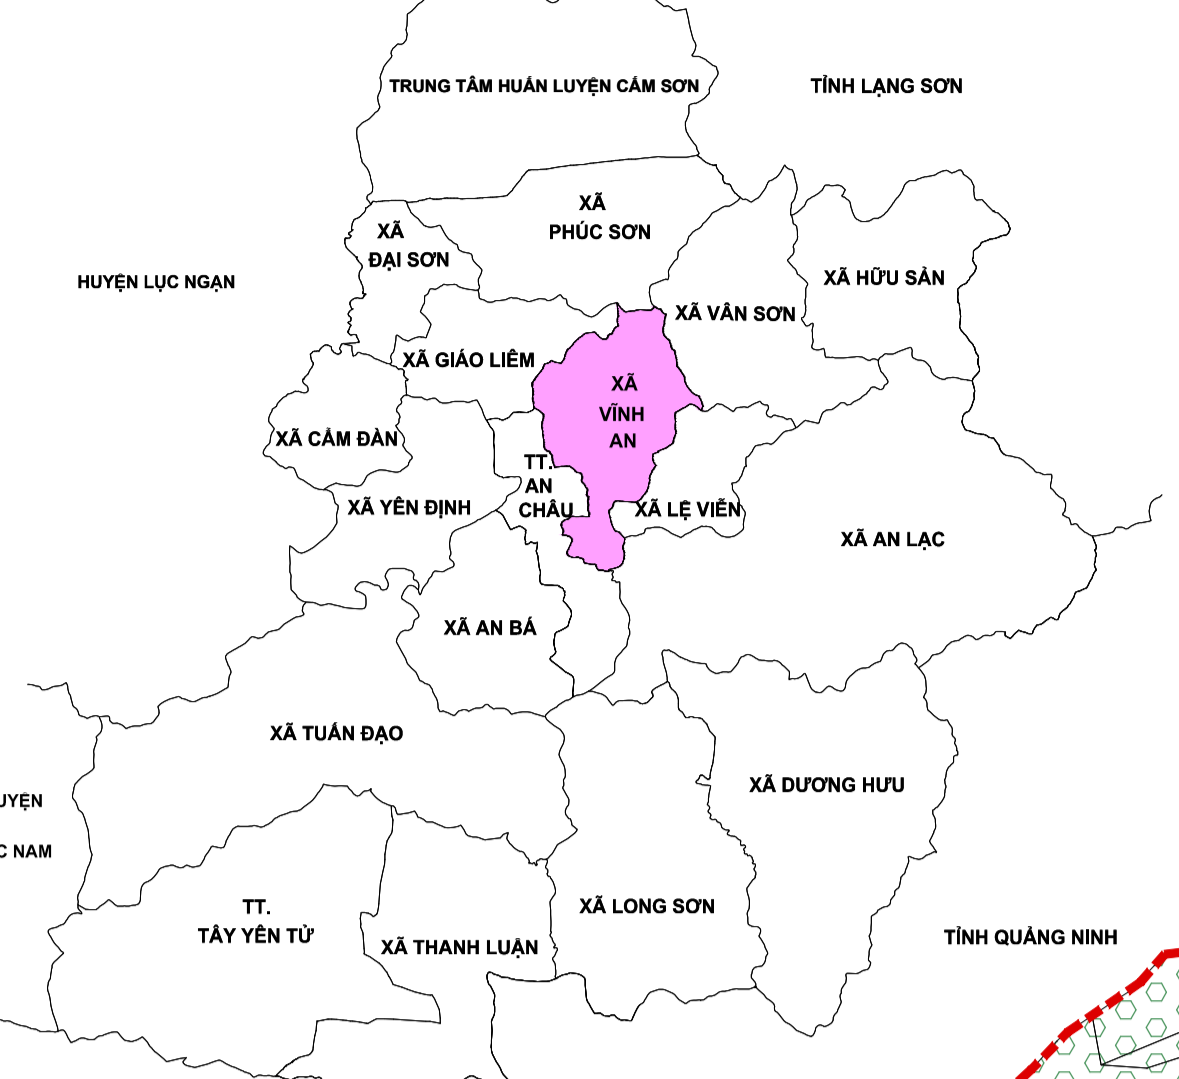 TRUNG TÂM HUẤN LUYỆN CẤM SƠN
TỈNH LẠNG SƠN
XÃ
PHÚC SƠN
XÃ
ĐẠI SƠN
HUYỆN LỤC NGẠN
XÃ HỮU SẢN
XÃ VÂN SƠN
XÃ GIÁO LIÊM
XÃ
VĨNH
AN
XÃ CẨM ĐÀN
TT.
AN
CHÂU
XÃ YÊN ĐỊNH
XÃ LỆ VIỄN
XÃ AN LẠC
XÃ AN BÁ
XÃ TUẤN ĐẠO
XÃ DƯƠNG HƯU
UYỆN
C NAM
TT.
TÂY YÊN TỬ
XÃ LONG SƠN
XÃ THANH LUẬN
TỈNH QUẢNG NINH